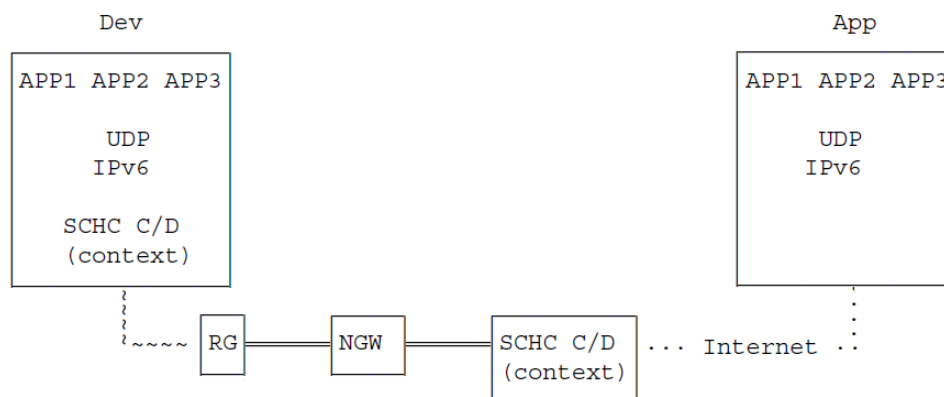 Dev App
APP1 APP2 APP3 APP1 APP2 APP3
UDP UDP
IPv6 IPv6
SCHC C/D
(context)
RG NGW SCHC C/D ... Internet ..
(context)